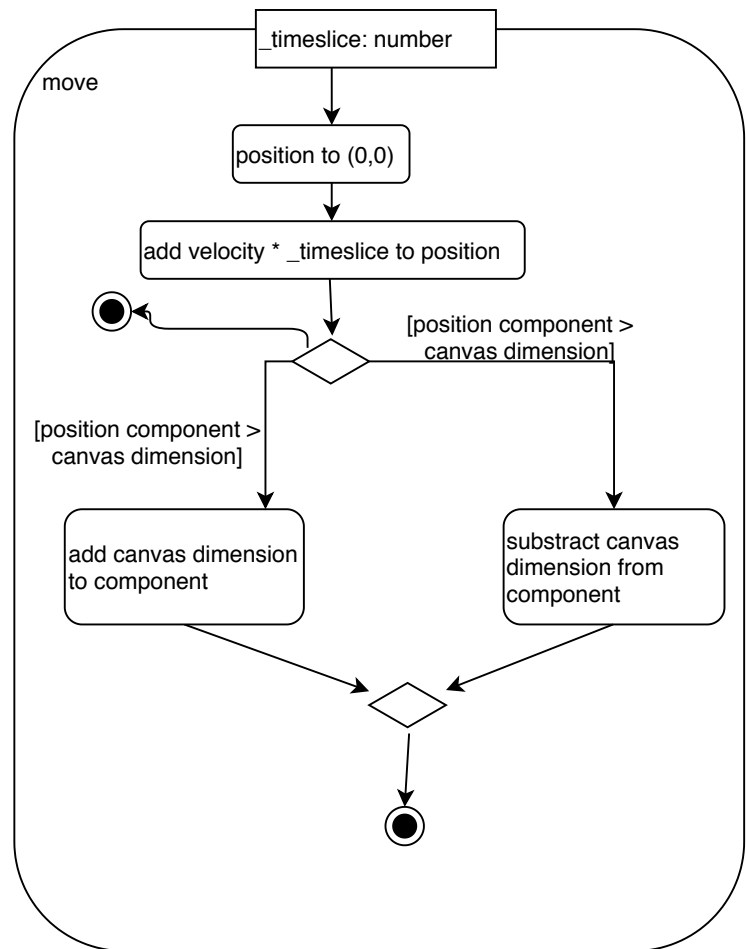 _timeslice: number
move
position to (0,0)
add velocity * _timeslice to position
[position component >
canvas dimension]
[position component >
canvas dimension]
add canvas dimension
to component
substract canvas
dimension from
component